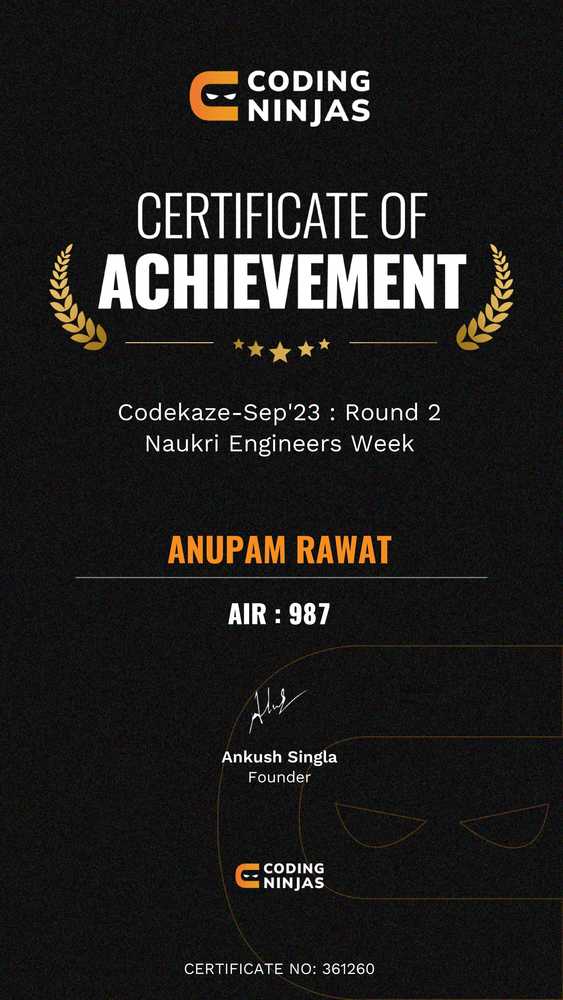 CODING
NINJAS
CERTIFICATE OF
ACHIEVEMENT
Codekaze-Sep'23 : Round 2
Naukri Engineers Week
ANUPAM RAWAT
AIR : 987
Ankush Singla
Founder
CODING
NINJAS
CERTIFICATE NO: 361260